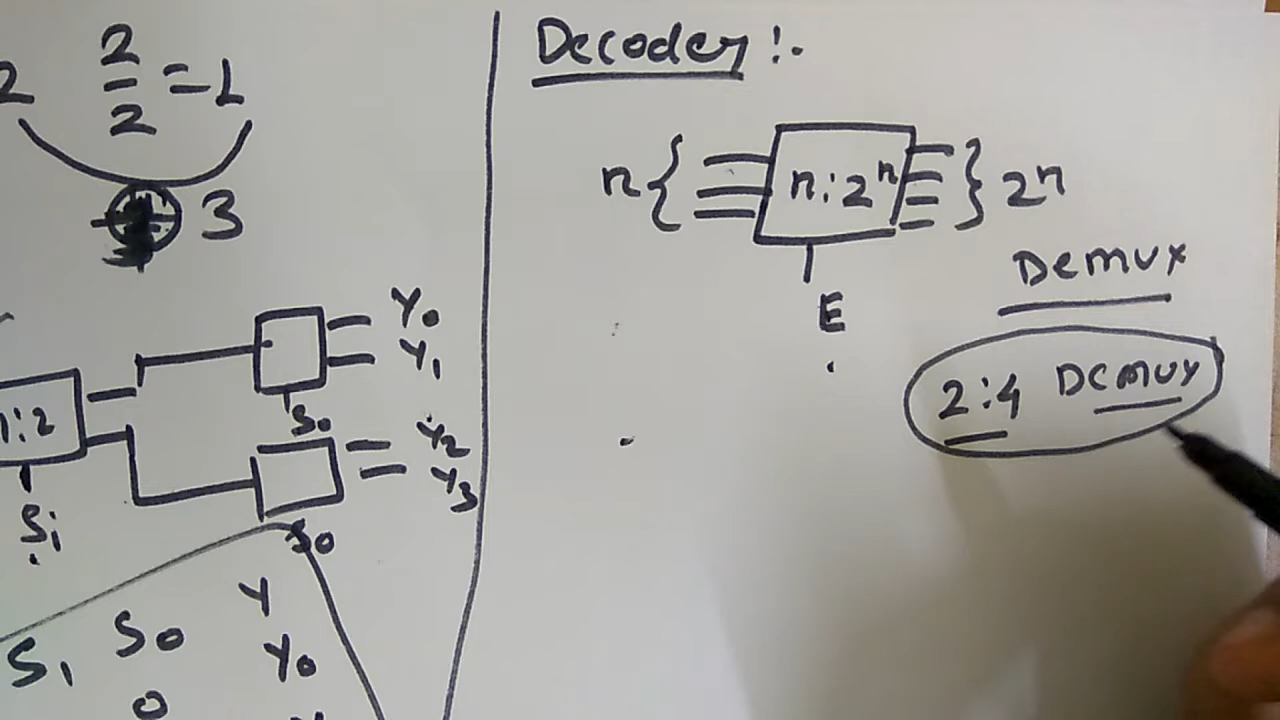 2 2/2 = 1
3
Y0
Y1
1:2
S0
Y2
Y3
S1
S0
S1 S0 Y
Y0
0
Decoder :-
n { n:2^n } 2^n
E
Demux
2:4 Demux